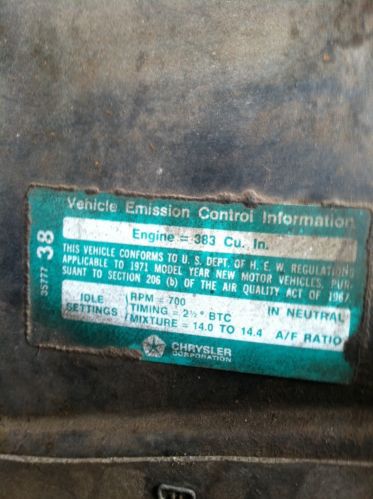 Vehicle Emission Control Information
Engine = 383 Cu. In.
THIS VEHICLE CONFORMS TO U. S. DEPT. OF H. E. W. REGULATIONS
APPLICABLE TO 1971 MODEL YEAR NEW MOTOR VEHICLES, PUR-
SUANT TO SECTION 206 (b) OF THE AIR QUALITY ACT OF 1967
IDLE SETTINGS
RPM = 700 IN NEUTRAL
TIMING = 2½° BTC
MIXTURE = 14.0 TO 14.4 A/F RATIO
CHRYSLER
CORPORATION
35777 38